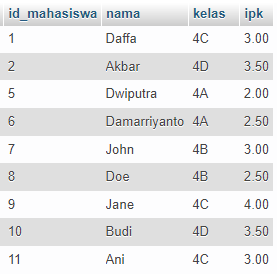 id_mahasiswa nama kelas ipk
1 Daffa 4C 3.00
2 Akbar 4D 3.50
5 Dwiputra 4A 2.00
6 Damarriyanto 4A 2.50
7 John 4B 3.00
8 Doe 4B 2.50
9 Jane 4C 4.00
10 Budi 4D 3.50
11 Ani 4C 3.00